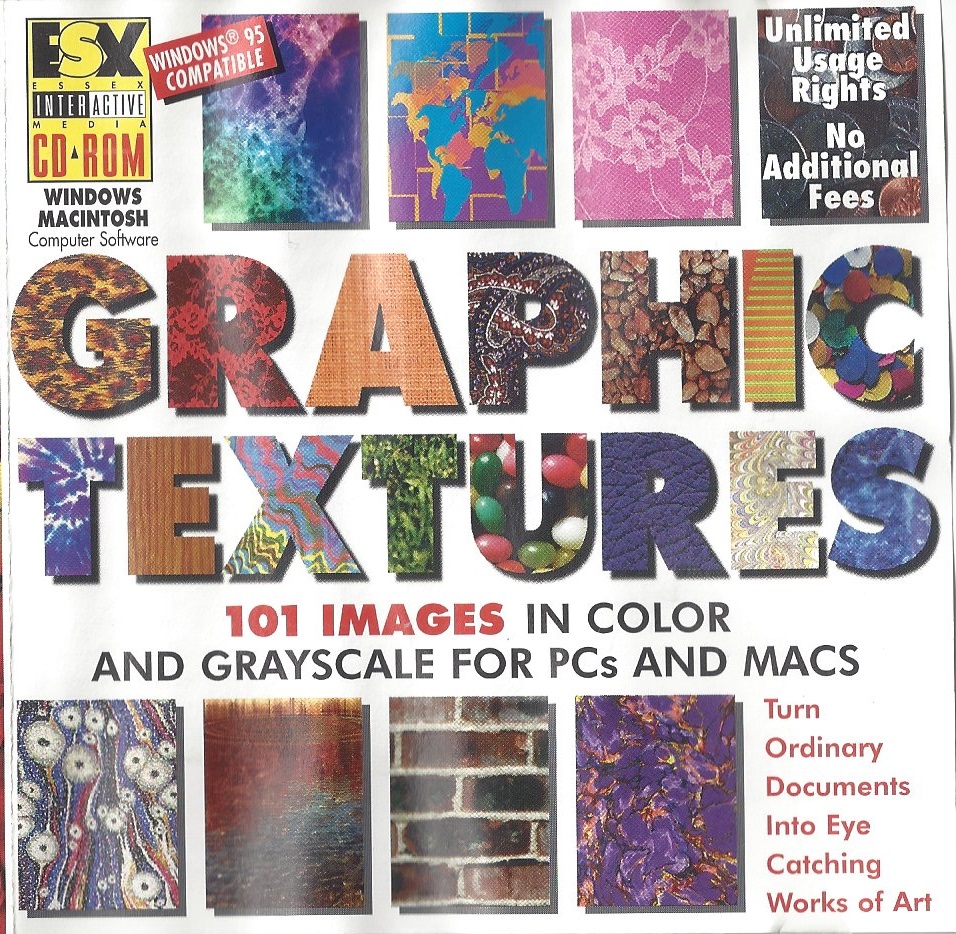 ESX
ESSEX
INTERACTIVE
MEDIA
CD▲ROM
WINDOWS
MACINTOSH
Computer Software
WINDOWS® 95
COMPATIBLE
Unlimited
Usage
Rights
No
Additional
Fees
GRAPHIC
TEXTURES
101 IMAGES IN COLOR
AND GRAYSCALE FOR PCs AND MACS
Turn
Ordinary
Documents
Into Eye
Catching
Works of Art